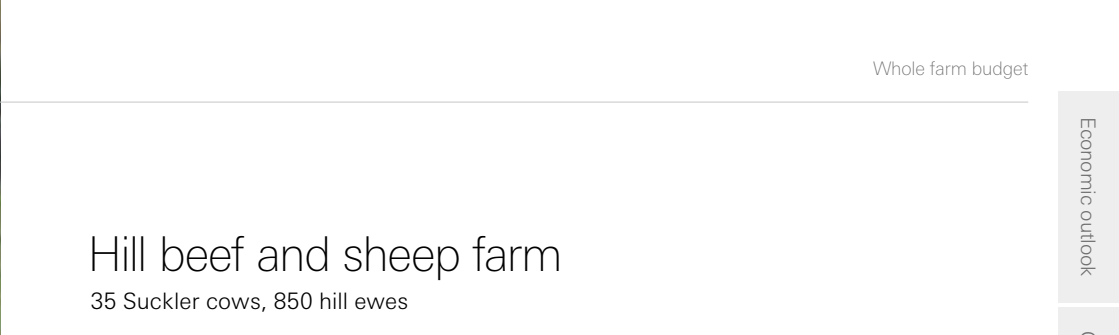 Whole farm budget
Economic outlook
Hill beef and sheep farm
35 Suckler cows, 850 hill ewes